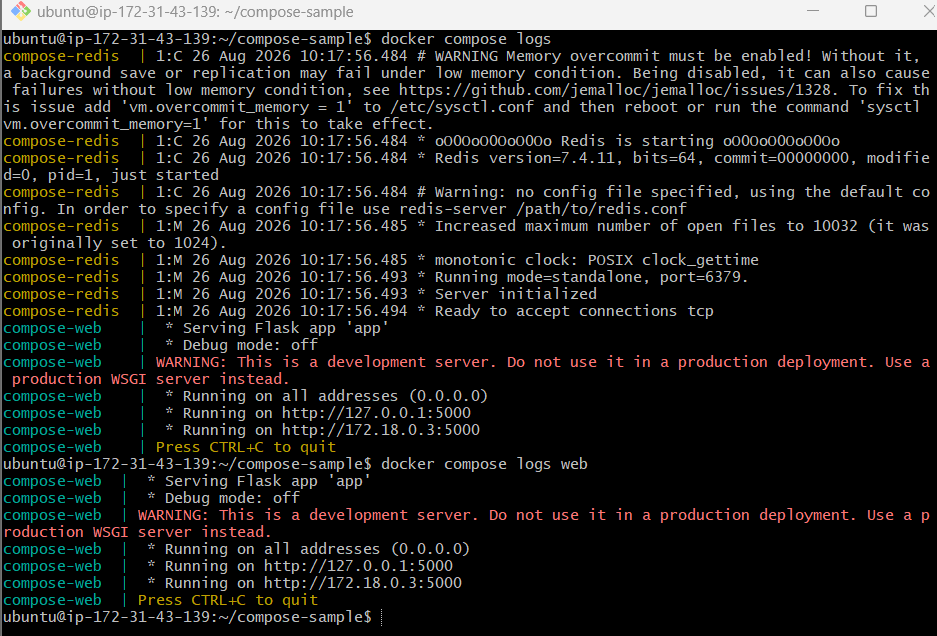 ubuntu@ip-172-31-43-139: ~/compose-sample
ubuntu@ip-172-31-43-139:~/compose-sample$ docker compose logs
compose-redis  | 1:C 26 Aug 2026 10:17:56.484 # WARNING Memory overcommit must be enabled! Without it,
a background save or replication may fail under low memory condition. Being disabled, it can also cause
 failures without low memory condition, see https://github.com/jemalloc/jemalloc/issues/1328. To fix th
is issue add 'vm.overcommit_memory = 1' to /etc/sysctl.conf and then reboot or run the command 'sysctl
vm.overcommit_memory=1' for this to take effect.
compose-redis  | 1:C 26 Aug 2026 10:17:56.484 * oO0OoO0OoO0Oo Redis is starting oO0OoO0OoO0Oo
compose-redis  | 1:C 26 Aug 2026 10:17:56.484 * Redis version=7.4.11, bits=64, commit=00000000, modifie
d=0, pid=1, just started
compose-redis  | 1:C 26 Aug 2026 10:17:56.484 # Warning: no config file specified, using the default co
nfig. In order to specify a config file use redis-server /path/to/redis.conf
compose-redis  | 1:M 26 Aug 2026 10:17:56.485 * Increased maximum number of open files to 10032 (it was
 originally set to 1024).
compose-redis  | 1:M 26 Aug 2026 10:17:56.485 * monotonic clock: POSIX clock_gettime
compose-redis  | 1:M 26 Aug 2026 10:17:56.493 * Running mode=standalone, port=6379.
compose-redis  | 1:M 26 Aug 2026 10:17:56.493 * Server initialized
compose-redis  | 1:M 26 Aug 2026 10:17:56.494 * Ready to accept connections tcp
compose-web    |  * Serving Flask app 'app'
compose-web    |  * Debug mode: off
compose-web    | WARNING: This is a development server. Do not use it in a production deployment. Use a
 production WSGI server instead.
compose-web    |  * Running on all addresses (0.0.0.0)
compose-web    |  * Running on http://127.0.0.1:5000
compose-web    |  * Running on http://172.18.0.3:5000
compose-web    | Press CTRL+C to quit
ubuntu@ip-172-31-43-139:~/compose-sample$ docker compose logs web
compose-web  |  * Serving Flask app 'app'
compose-web  |  * Debug mode: off
compose-web  | WARNING: This is a development server. Do not use it in a production deployment. Use a p
roduction WSGI server instead.
compose-web  |  * Running on all addresses (0.0.0.0)
compose-web  |  * Running on http://127.0.0.1:5000
compose-web  |  * Running on http://172.18.0.3:5000
compose-web  | Press CTRL+C to quit
ubuntu@ip-172-31-43-139:~/compose-sample$